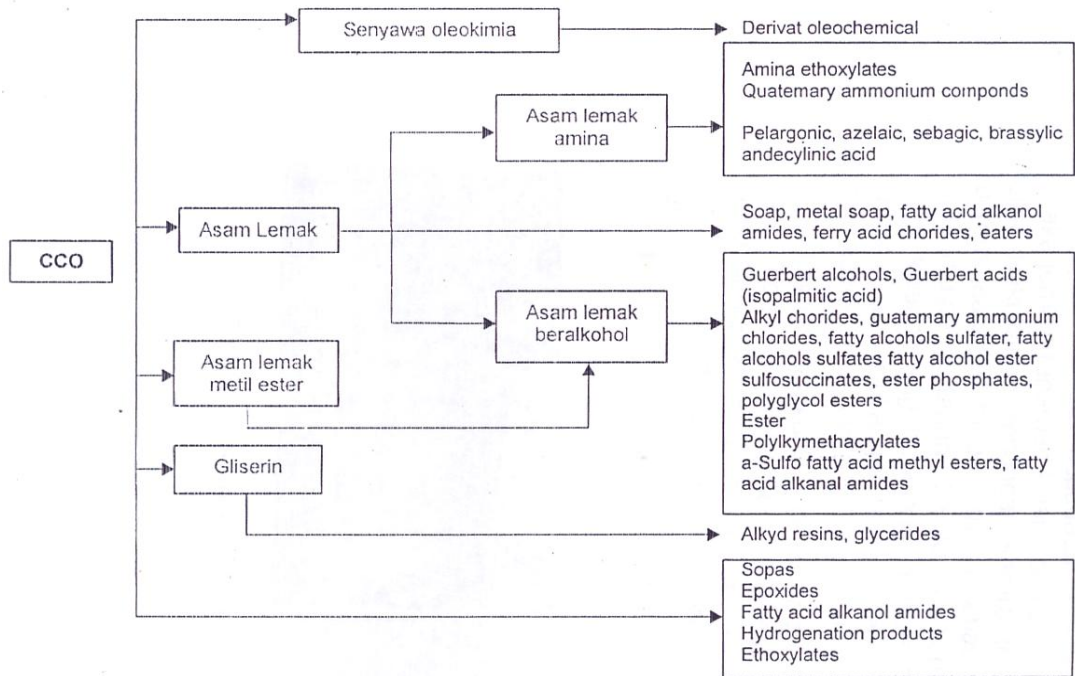 Senyawa oleokimia
Derivat oleochemical
Amina ethoxylates
Quatemary ammonium componds
Asam lemak
amina
Pelargonic, azelaic, sebagic, brassylic
andecylinic acid
Asam Lemak
Soap, metal soap, fatty acid alkanol
amides, ferry acid chorides, eaters
CCO
Asam lemak
beralkohol
Guerbert alcohols, Guerbert acids
(isopalmitic acid)
Alkyl chorides, guatemary ammonium
chlorides, fatty alcohols sulfater, fatty
alcohols sulfates fatty alcohol ester
sulfosuccinates, ester phosphates,
polyglycol esters
Ester
Polylkymethacrylates
a-Sulfo fatty acid methyl esters, fatty
acid alkanal amides
Asam lemak
metil ester
Gliserin
Alkyd resins, glycerides
Sopas
Epoxides
Fatty acid alkanol amides
Hydrogenation products
Ethoxylates